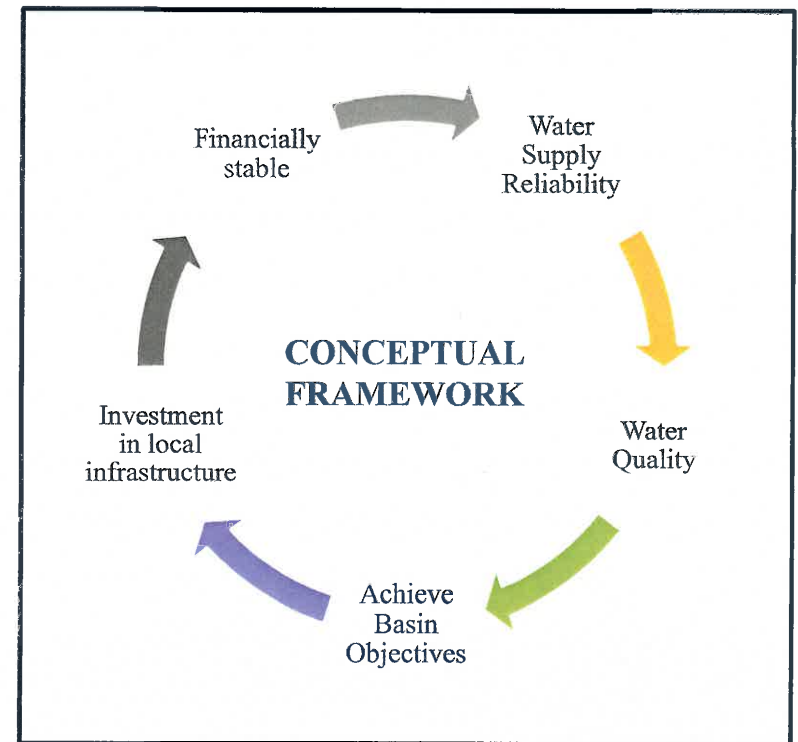 Financially
stable
Water
Supply
Reliability
CONCEPTUAL
FRAMEWORK
Investment
in local
infrastructure
Water
Quality
Achieve
Basin
Objectives